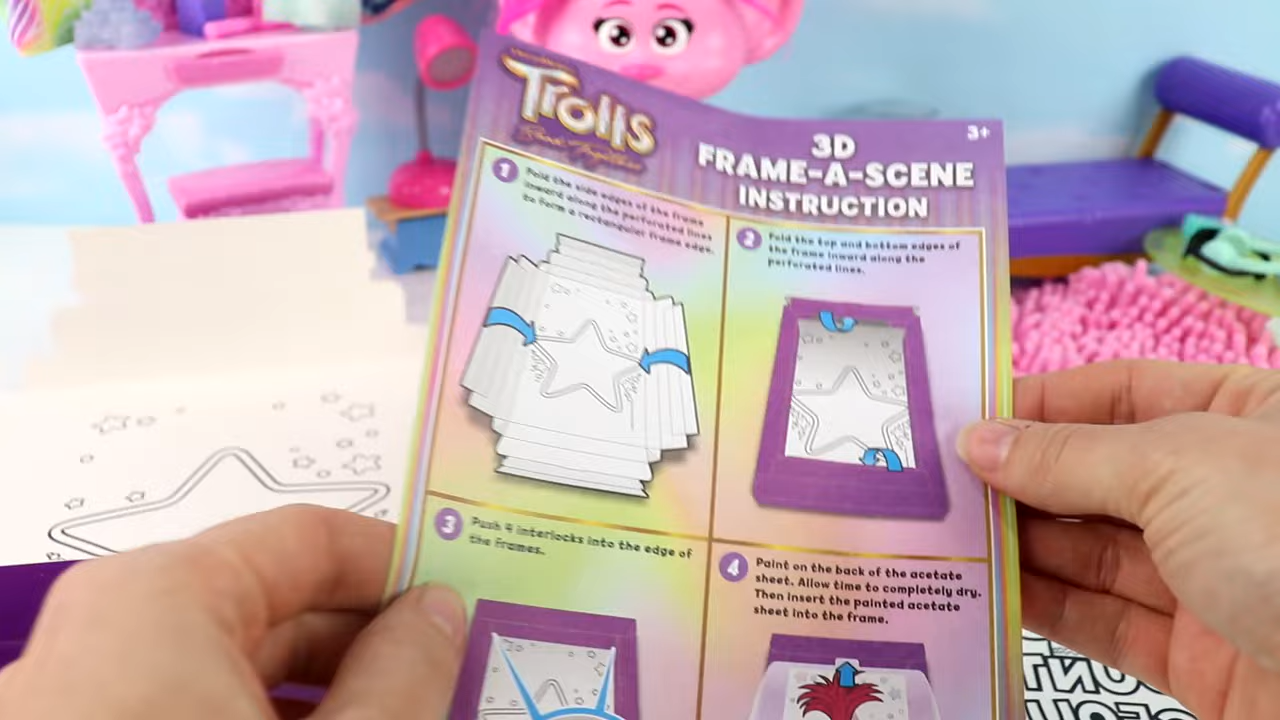 Trolls
Band Together
3D
FRAME-A-SCENE
INSTRUCTION
3+
1
Fold the side edges of the frame
inward along the perforated lines
to form a rectangular frame edge.
2
Fold the top and bottom edges of
the frame inward along the
perforated lines.
3
Push 4 interlocks into the edge of
the frames.
4
Paint on the back of the acetate
sheet. Allow time to completely dry.
Then insert the painted acetate
sheet into the frame.